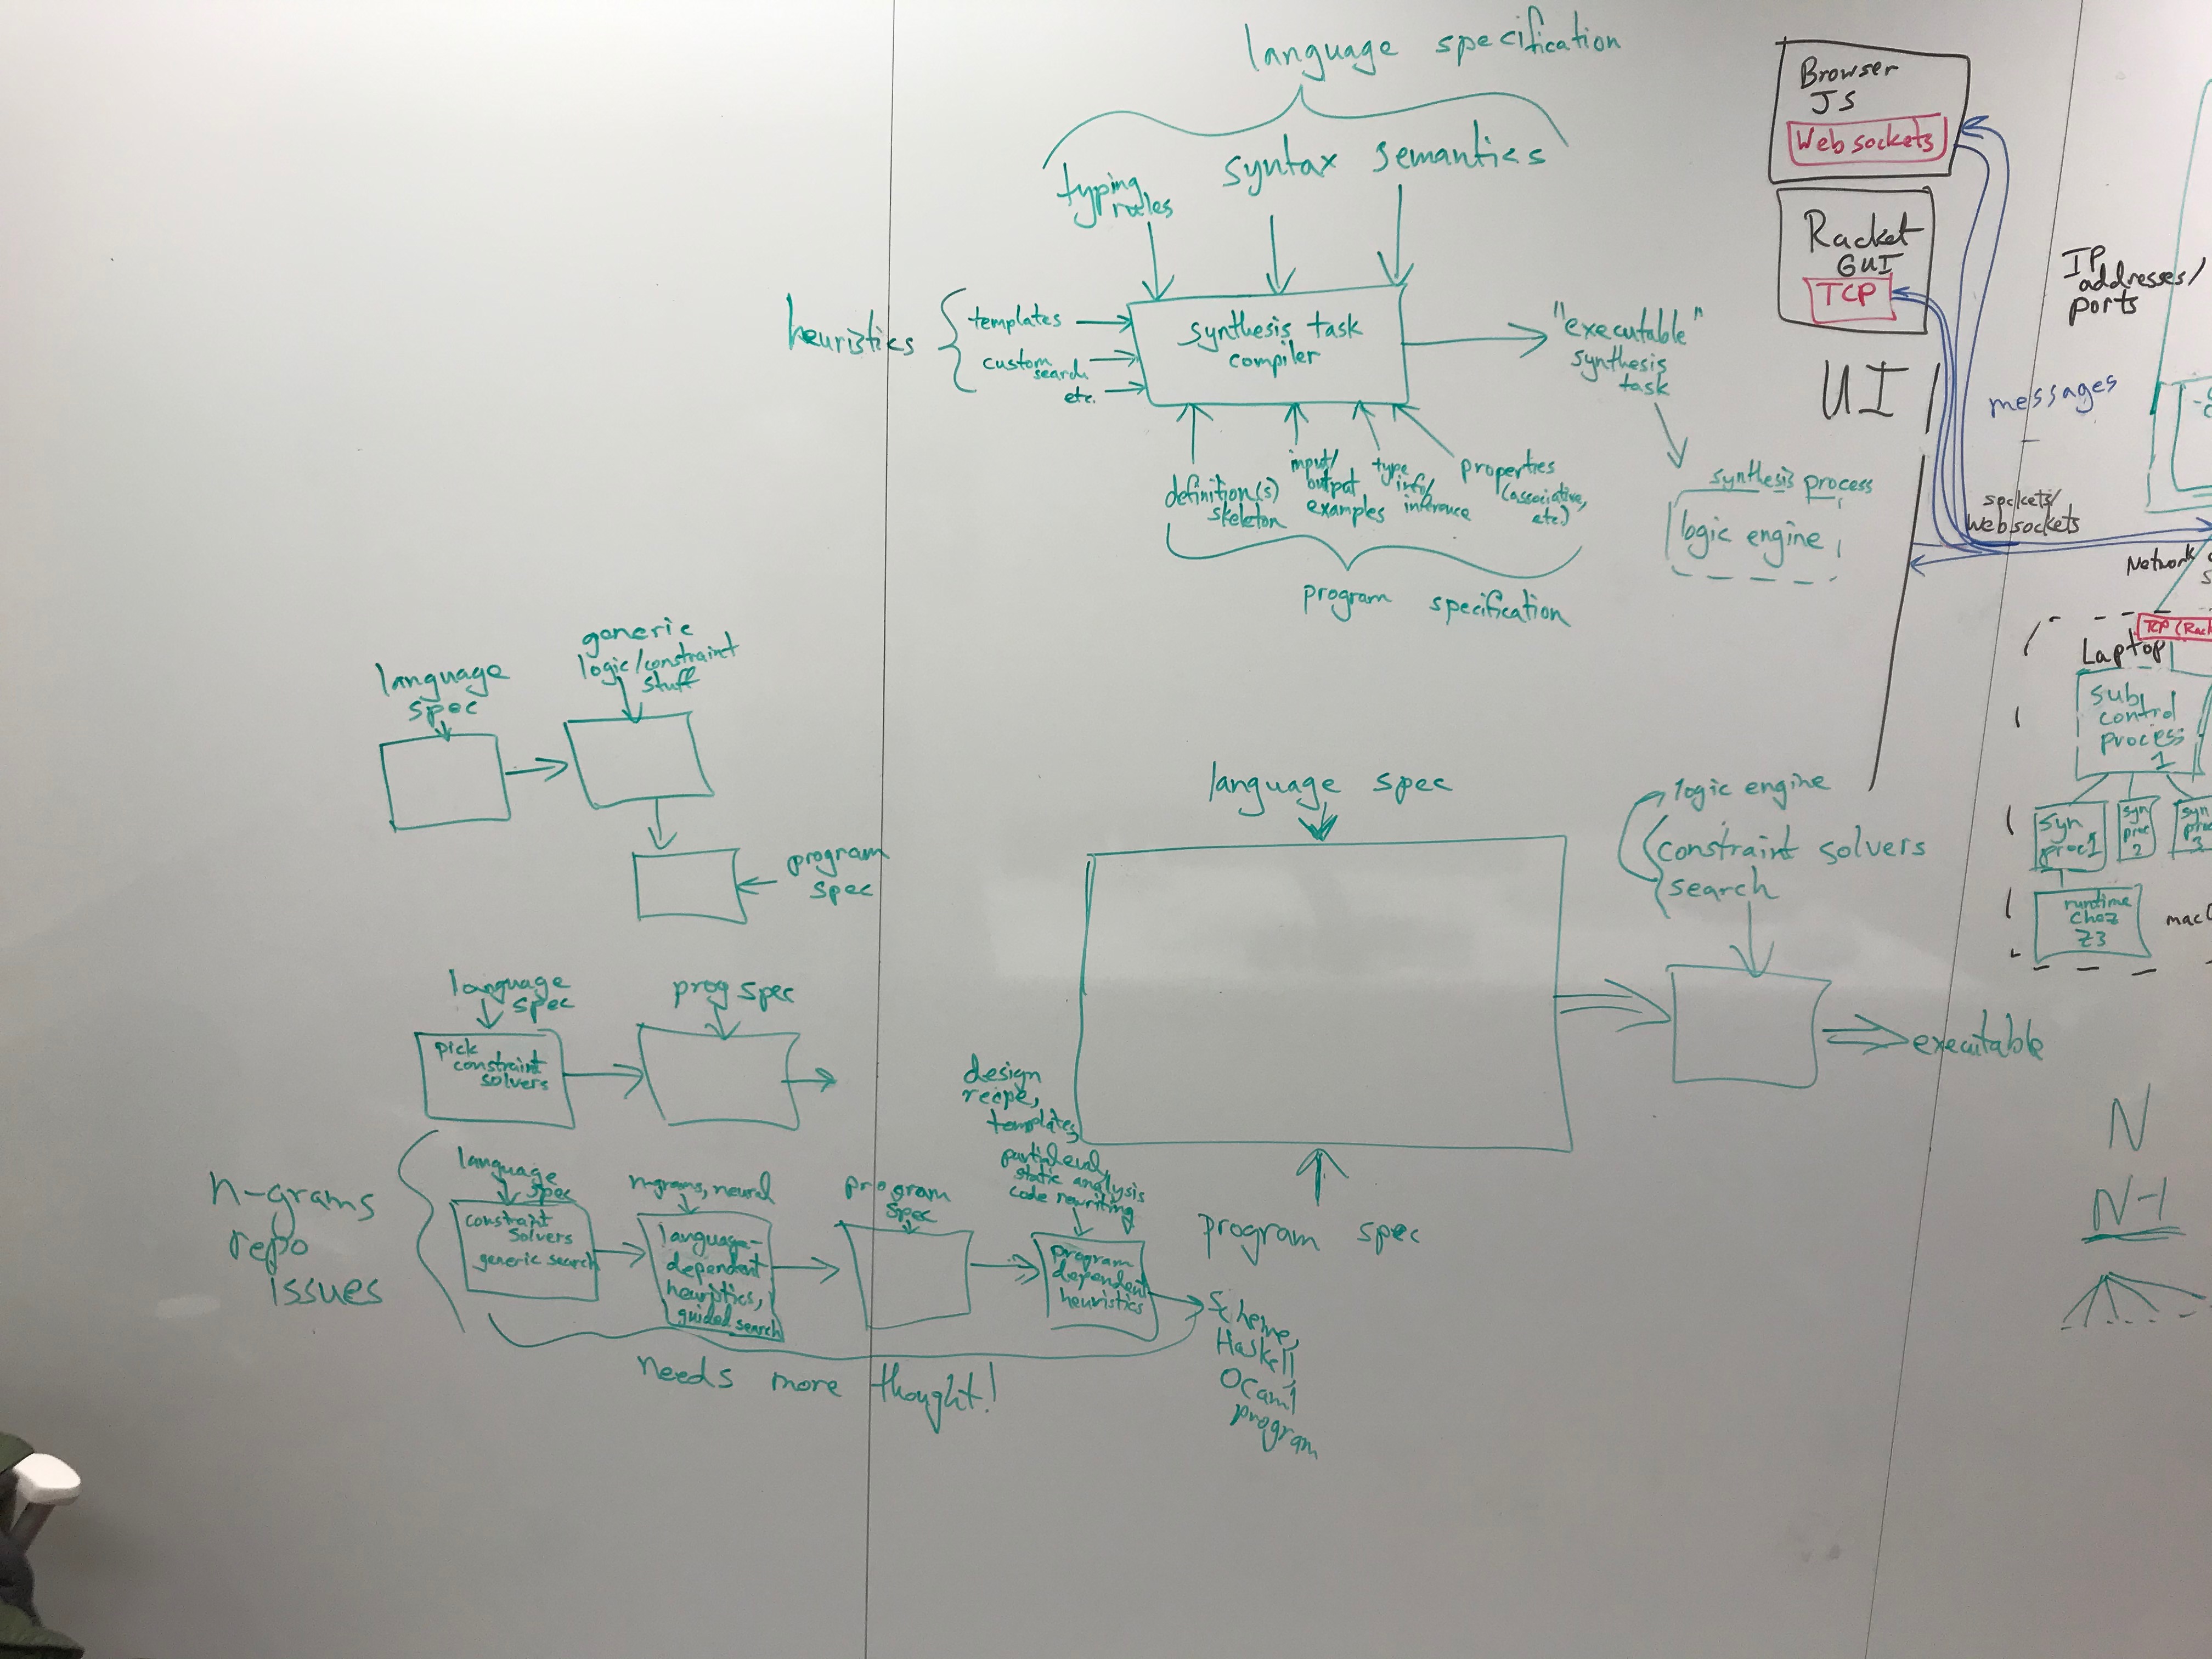 language specification
typing
rules
syntax semantics
heuristics
templates
custom
search
etc.
synthesis task
compiler
"executable"
synthesis
task
definition(s)
skeleton
input/
output
examples
type
info/
inference
properties
(associative,
etc.)
program specification
synthesis process
logic engine
Browser
JS
Web sockets
Racket
GUI
TCP
UI
IP
addresses/
ports
messages
sockets/
websockets
Network
TCP (Rack
Laptop
sub
control
process
1
syn
proc1
syn
proc
2
syn
proc
3
runtime
Chez
Z3
mac
language
spec
generic
logic/constraint
stuff
program
spec
language
spec
pick
constraint
solvers
prog spec
n-grams
repo
issues
language
spec
constraint
solvers
generic search
n-grams, neural
language-
dependent
heuristics,
guided search
program
spec
design
recipe,
templates,
partial eval,
static analysis
code rewriting
program
dependent
heuristics
Scheme,
Haskell,
OCaml
program
needs more thought!
language spec
program spec
logic engine
constraint solvers
search
executable
N
N-1